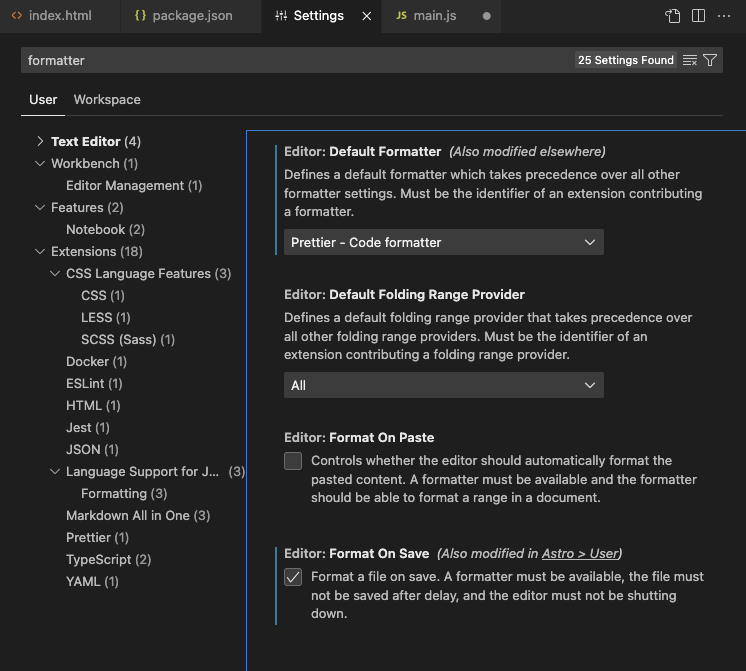 <> index.html
{} package.json
Settings
JS main.js
formatter
25 Settings Found
User
Workspace
Text Editor (4)
Workbench (1)
Editor Management (1)
Features (2)
Notebook (2)
Extensions (18)
CSS Language Features (3)
CSS (1)
LESS (1)
SCSS (Sass) (1)
Docker (1)
ESLint (1)
HTML (1)
Jest (1)
JSON (1)
Language Support for J... (3)
Formatting (3)
Markdown All in One (3)
Prettier (1)
TypeScript (2)
YAML (1)
Editor: Default Formatter (Also modified elsewhere)
Defines a default formatter which takes precedence over all other
formatter settings. Must be the identifier of an extension contributing
a formatter.
Prettier - Code formatter
Editor: Default Folding Range Provider
Defines a default folding range provider that takes precedence over
all other folding range providers. Must be the identifier of an
extension contributing a folding range provider.
All
Editor: Format On Paste
Controls whether the editor should automatically format the
pasted content. A formatter must be available and the formatter
should be able to format a range in a document.
Editor: Format On Save (Also modified in Astro > User)
Format a file on save. A formatter must be available, the file must
not be saved after delay, and the editor must not be shutting
down.